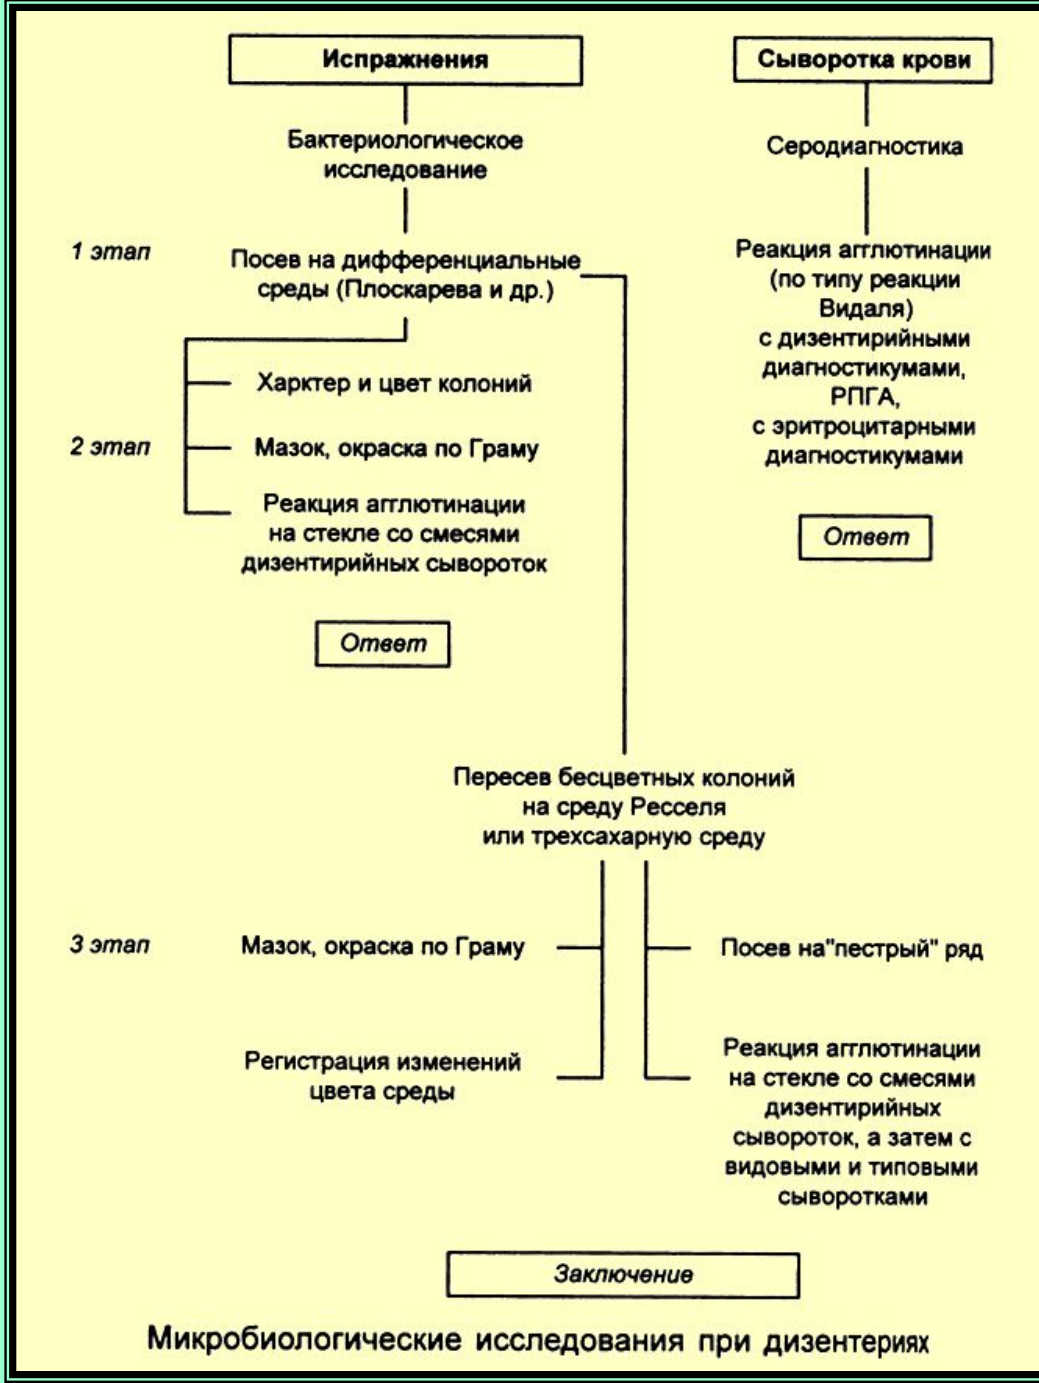 Испражнения
Бактериологическое
исследование
1 этап
Посев на дифференциальные
среды (Плоскарева и др.)
Харктер и цвет колоний
2 этап
Мазок, окраска по Граму
Реакция агглютинации
на стекле со смесями
дизентирийных сывороток
Ответ
Сыворотка крови
Серодиагностика
Реакция агглютинации
(по типу реакции
Видаля)
с дизентирийными
диагностикумами,
РПГА,
с эритроцитарными
диагностикумами
Ответ
Пересев бесцветных колоний
на среду Ресселя
или трехсахарную среду
3 этап
Мазок, окраска по Граму
Регистрация изменений
цвета среды
Посев на"пестрый" ряд
Реакция агглютинации
на стекле со смесями
дизентирийных
сывороток, а затем с
видовыми и типовыми
сыворотками
Заключение
Микробиологические исследования при дизентериях